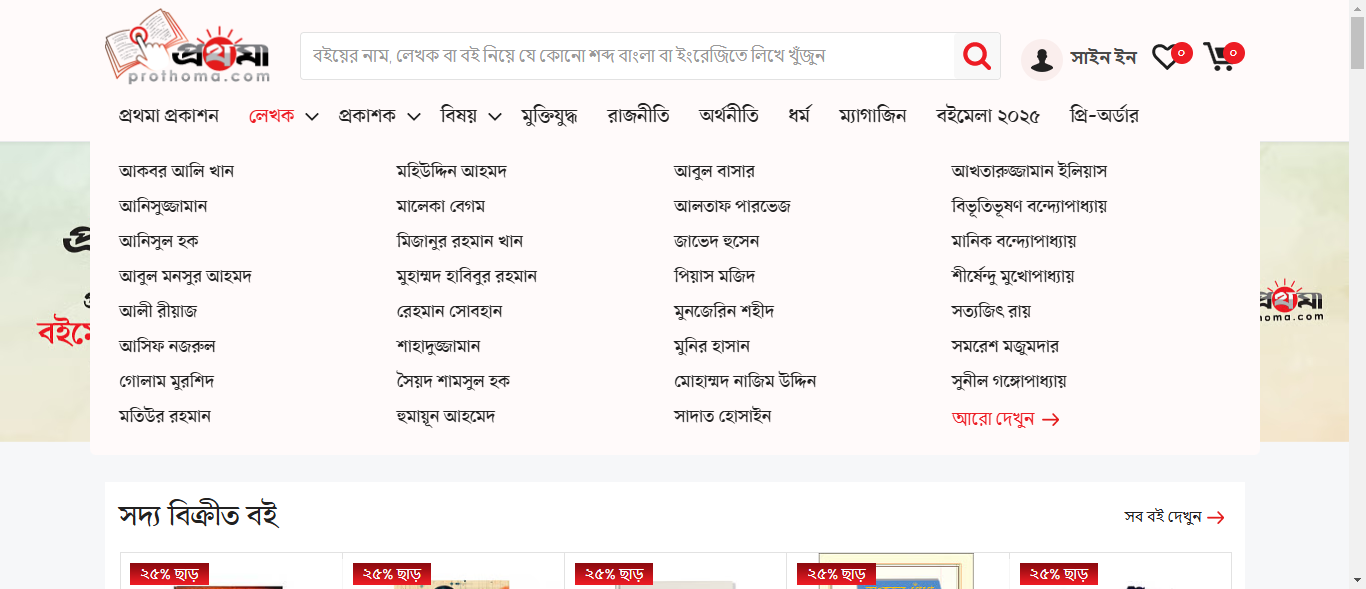 প্রথমা
prothoma.com
বইয়ের নাম, লেখক বা বই নিয়ে যে কোনো শব্দ বাংলা বা ইংরেজিতে লিখে খুঁজুন
সাইন ইন ০ ০
প্রথমা প্রকাশন লেখক প্রকাশক বিষয় মুক্তিযুদ্ধ রাজনীতি অর্থনীতি ধর্ম ম্যাগাজিন বইমেলা ২০২৫ প্রি-অর্ডার
আকবর আলি খান মহিউদ্দিন আহমদ আবুল বাসার আখতারুজ্জামান ইলিয়াস
আনিসুজ্জামান মালেকা বেগম আলতাফ পারভেজ বিভূতিভূষণ বন্দ্যোপাধ্যায়
আনিসুল হক মিজানুর রহমান খান জাভেদ হুসেন মানিক বন্দ্যোপাধ্যায়
আবুল মনসুর আহমদ মুহাম্মদ হাবিবুর রহমান পিয়াস মজিদ শীর্ষেন্দু মুখোপাধ্যায়
আলী রীয়াজ রেহমান সোবহান মুনজেরিন শহীদ সত্যজিৎ রায়
আসিফ নজরুল শাহাদুজ্জামান মুনির হাসান সমরেশ মজুমদার
গোলাম মুরশিদ সৈয়দ শামসুল হক মোহাম্মদ নাজিম উদ্দিন সুনীল গঙ্গোপাধ্যায়
মতিউর রহমান হুমায়ূন আহমেদ সাদাত হোসাইন আরো দেখুন →
প্র
বইমে
প্রথমা
homa.com
সদ্য বিক্রীত বই সব বই দেখুন →
২৫% ছাড় ২৫% ছাড় ২৫% ছাড় ২৫% ছাড় ২৫% ছাড়